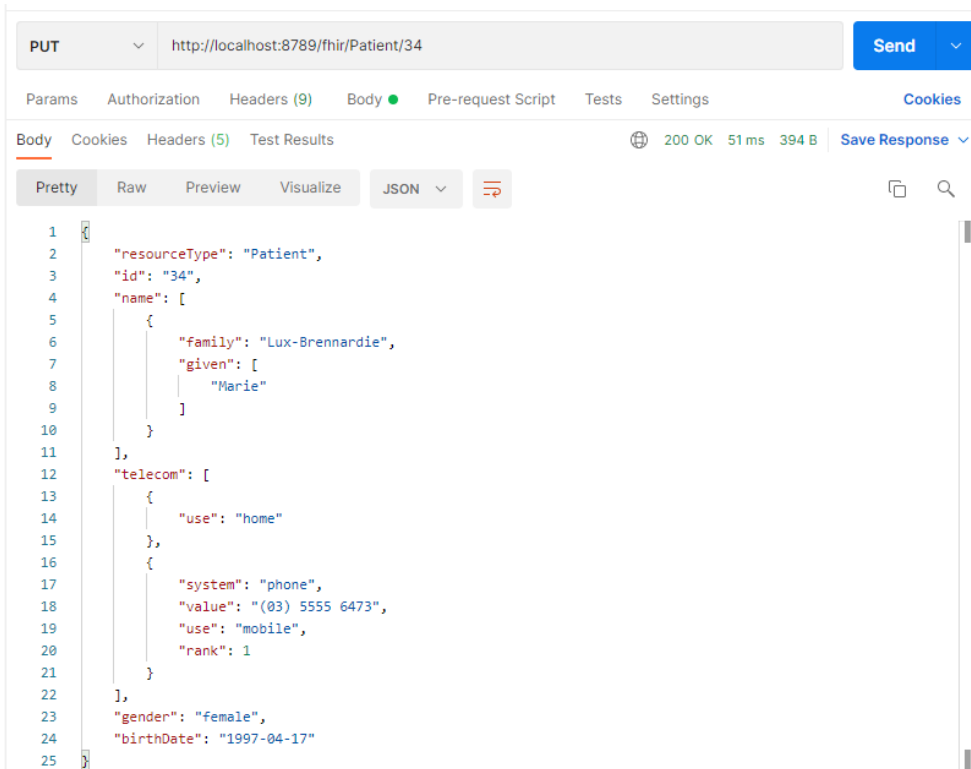 PUT http://localhost:8789/fhir/Patient/34 Send
Params Authorization Headers (9) Body Pre-request Script Tests Settings Cookies
Body Cookies Headers (5) Test Results 200 OK 51 ms 394 B Save Response
Pretty Raw Preview Visualize JSON
1 {
2 "resourceType": "Patient",
3 "id": "34",
4 "name": [
5 {
6 "family": "Lux-Brennardie",
7 "given": [
8 "Marie"
9 ]
10 }
11 ],
12 "telecom": [
13 {
14 "use": "home"
15 },
16 {
17 "system": "phone",
18 "value": "(03) 5555 6473",
19 "use": "mobile",
20 "rank": 1
21 }
22 ],
23 "gender": "female",
24 "birthDate": "1997-04-17"
25 }